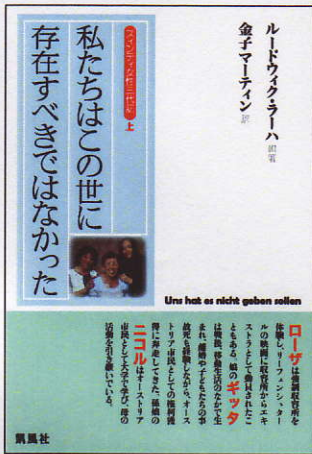 ルードウィク・ラーハ 編著
金子マーティン 訳
スィンティ女性三代記 上
私たちはこの世に
存在すべきではなかった
Uns hat es nicht geben sollen
ローザは強制収容所を
体験し、リーフェンシュター
ルの映画に収容所からエキ
ストラとして動員されたこ
ともある。娘のギッタ
は戦後、移動生活のなかで生
まれ、離婚や子どもたちの事
故死も経験しながら、オース
トリア市民としての権利獲
得に奔走してきた。孫娘の
ニコルはオーストリア
市民として大学で学び、母の
活動を引き継いでいる。
凱風社